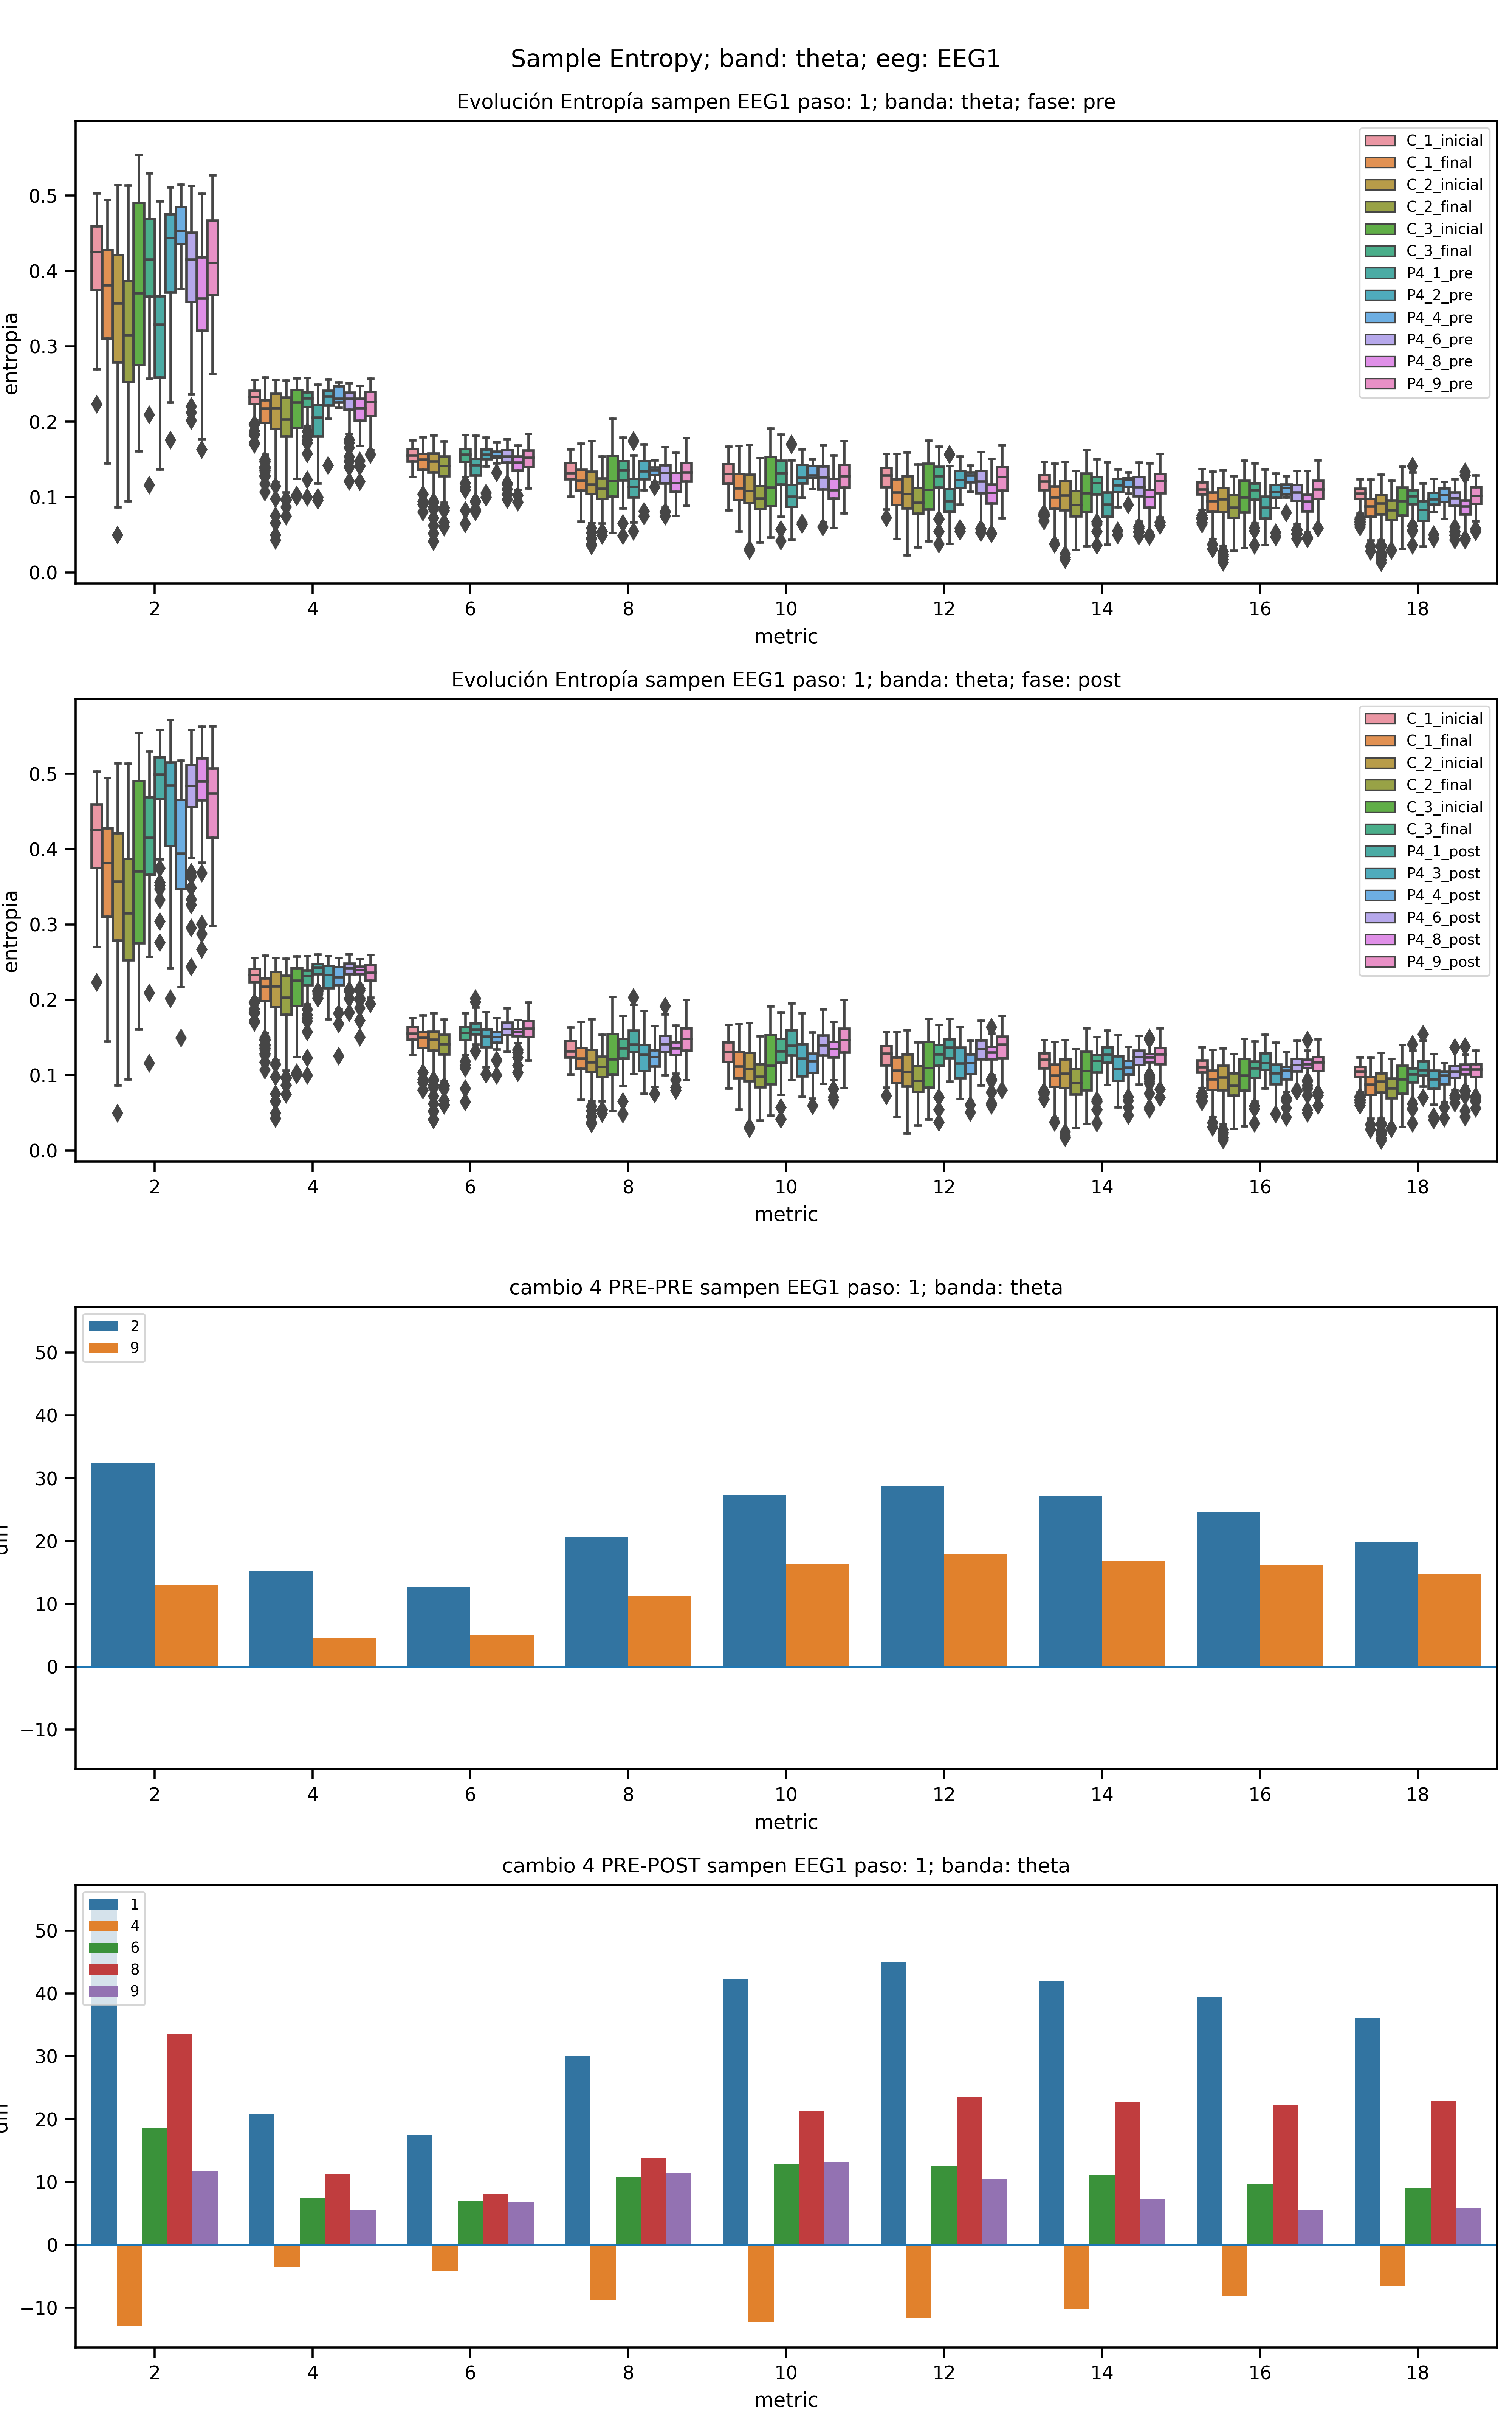 Sample Entropy; band: theta; eeg: EEG1
Evolución Entropía sampen EEG1 paso: 1; banda: theta; fase: pre
entropia
0.5
0.4
0.3
0.2
0.1
0.0
C_1_inicial
C_1_final
C_2_inicial
C_2_final
C_3_inicial
C_3_final
P4_1_pre
P4_2_pre
P4_4_pre
P4_6_pre
P4_8_pre
P4_9_pre
2 4 6 8 10 12 14 16 18
metric
Evolución Entropía sampen EEG1 paso: 1; banda: theta; fase: post
entropia
0.5
0.4
0.3
0.2
0.1
0.0
C_1_inicial
C_1_final
C_2_inicial
C_2_final
C_3_inicial
C_3_final
P4_1_post
P4_3_post
P4_4_post
P4_6_post
P4_8_post
P4_9_post
2 4 6 8 10 12 14 16 18
metric
cambio 4 PRE-PRE sampen EEG1 paso: 1; banda: theta
2
9
50
40
30
20
10
0
−10
2 4 6 8 10 12 14 16 18
metric
cambio 4 PRE-POST sampen EEG1 paso: 1; banda: theta
1
4
6
8
9
50
40
30
20
10
0
−10
2 4 6 8 10 12 14 16 18
metric